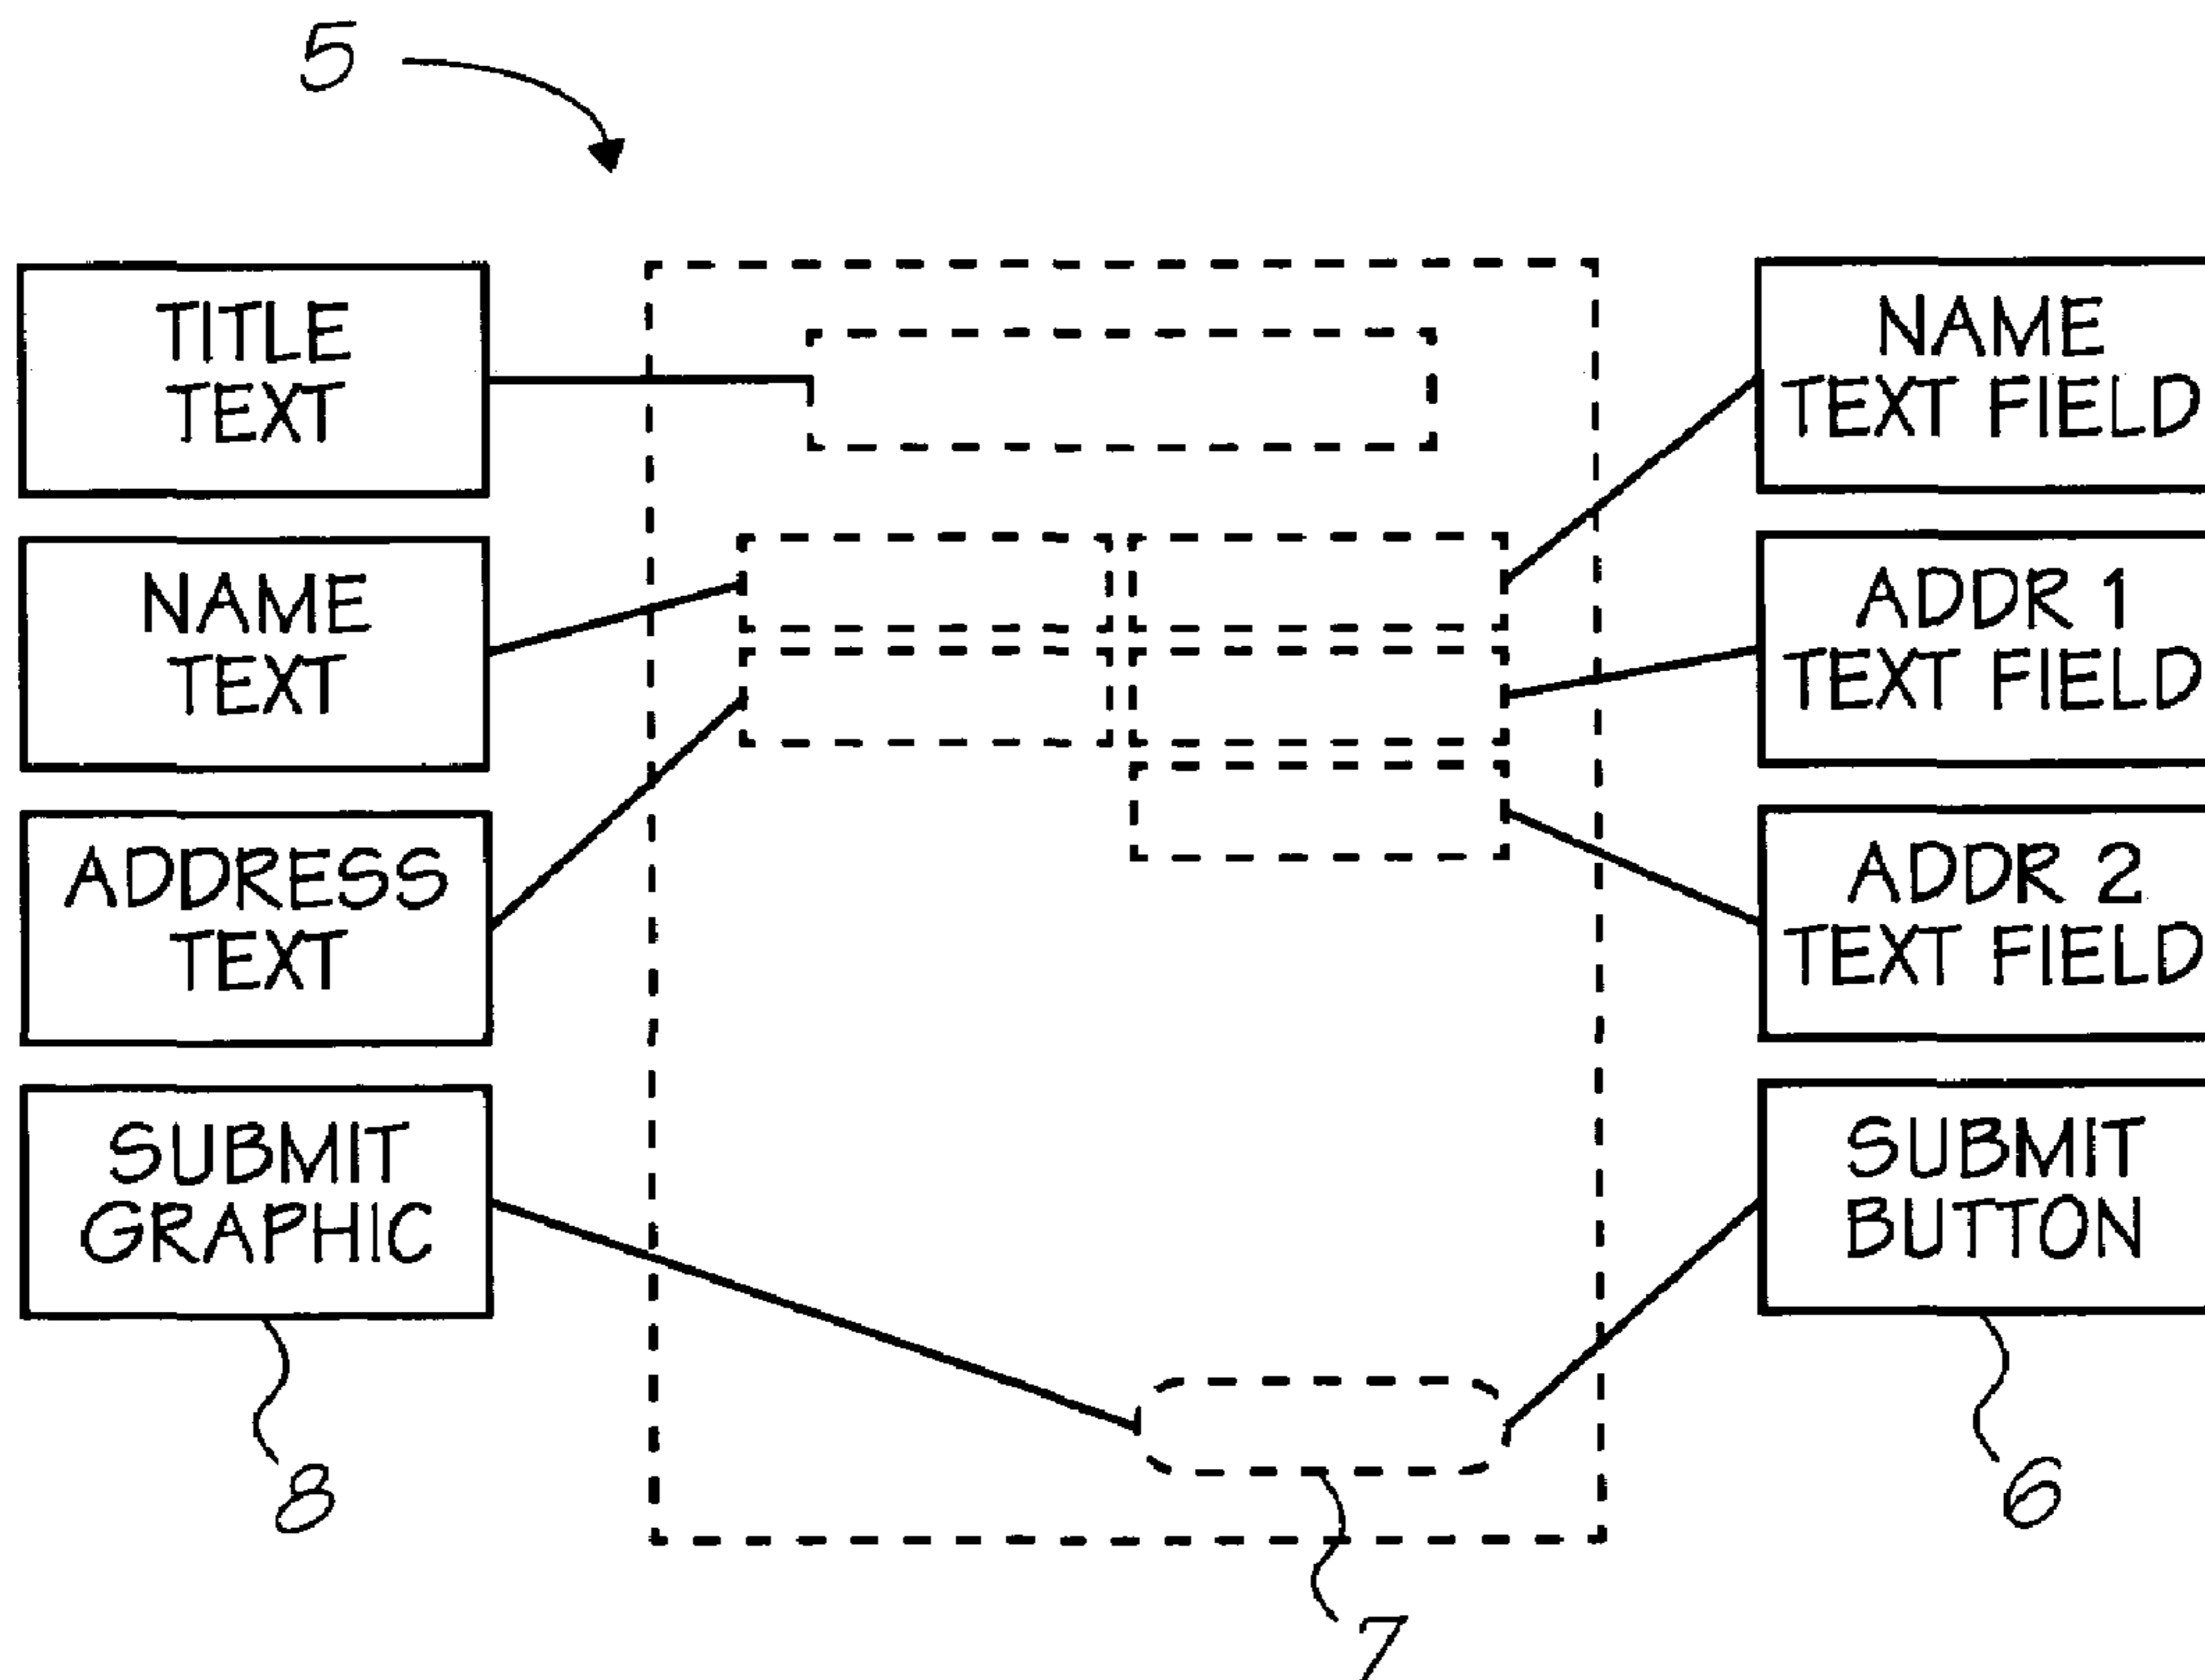 5
TITLE
TEXT
NAME
TEXT
ADDRESS
TEXT
SUBMIT
GRAPHIC
8
NAME
TEXT FIELD
ADDR 1
TEXT FIELD
ADDR 2
TEXT FIELD
SUBMIT
BUTTON
6
7